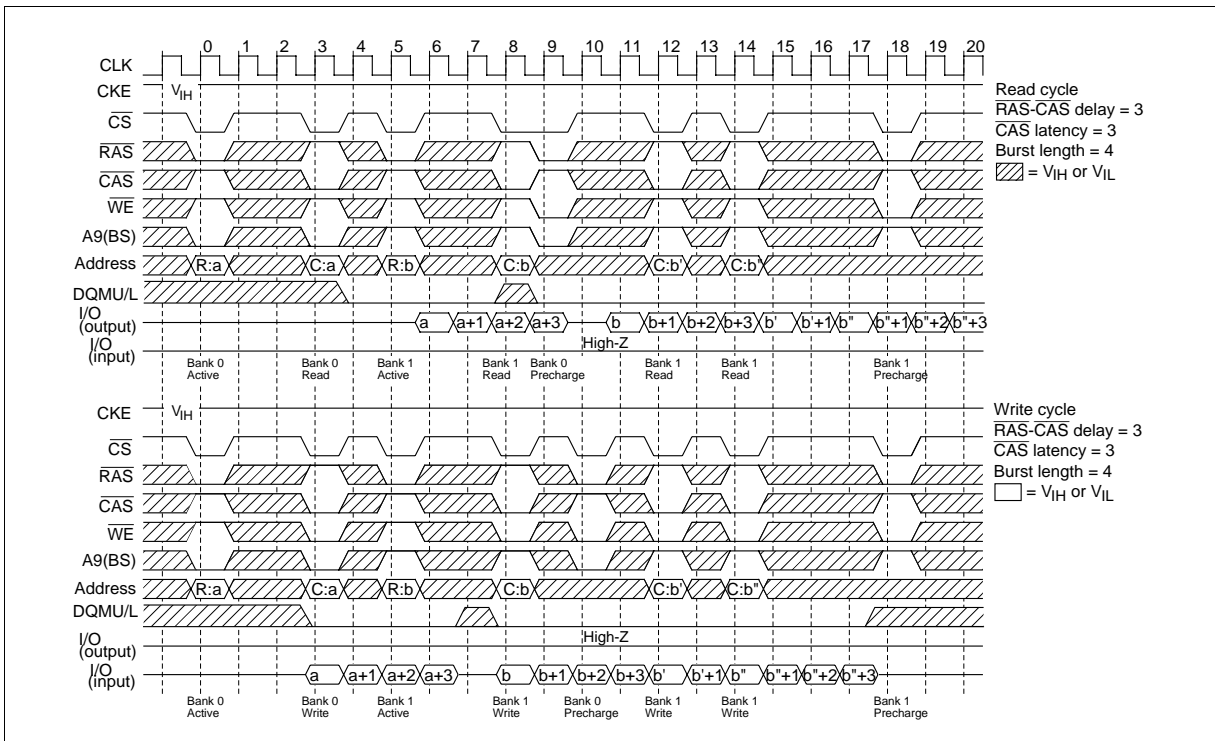 0 1 2 3 4 5 6 7 8 9 10 11 12 13 14 15 16 17 18 19 20
CLK
CKE VIH
CS
RAS
CAS
WE
A9(BS)
Address R:a C:a R:b C:b C:b' C:b"
DQMU/L
I/O (output) a a+1 a+2 a+3 b b+1 b+2 b+3 b' b'+1 b" b"+1 b"+2 b"+3
I/O (input) High-Z
Bank 0 Active
Bank 0 Read
Bank 1 Active
Bank 1 Read
Bank 0 Precharge
Bank 1 Read
Bank 1 Read
Bank 1 Precharge
Read cycle
RAS-CAS delay = 3
CAS latency = 3
Burst length = 4
= VIH or VIL
CKE VIH
CS
RAS
CAS
WE
A9(BS)
Address R:a C:a R:b C:b C:b' C:b"
DQMU/L
I/O (output) High-Z
I/O (input) a a+1 a+2 a+3 b b+1 b+2 b+3 b' b'+1 b" b"+1 b"+2 b"+3
Bank 0 Active
Bank 0 Write
Bank 1 Active
Bank 1 Write
Bank 0 Precharge
Bank 1 Write
Bank 1 Write
Bank 1 Precharge
Write cycle
RAS-CAS delay = 3
CAS latency = 3
Burst length = 4
= VIH or VIL